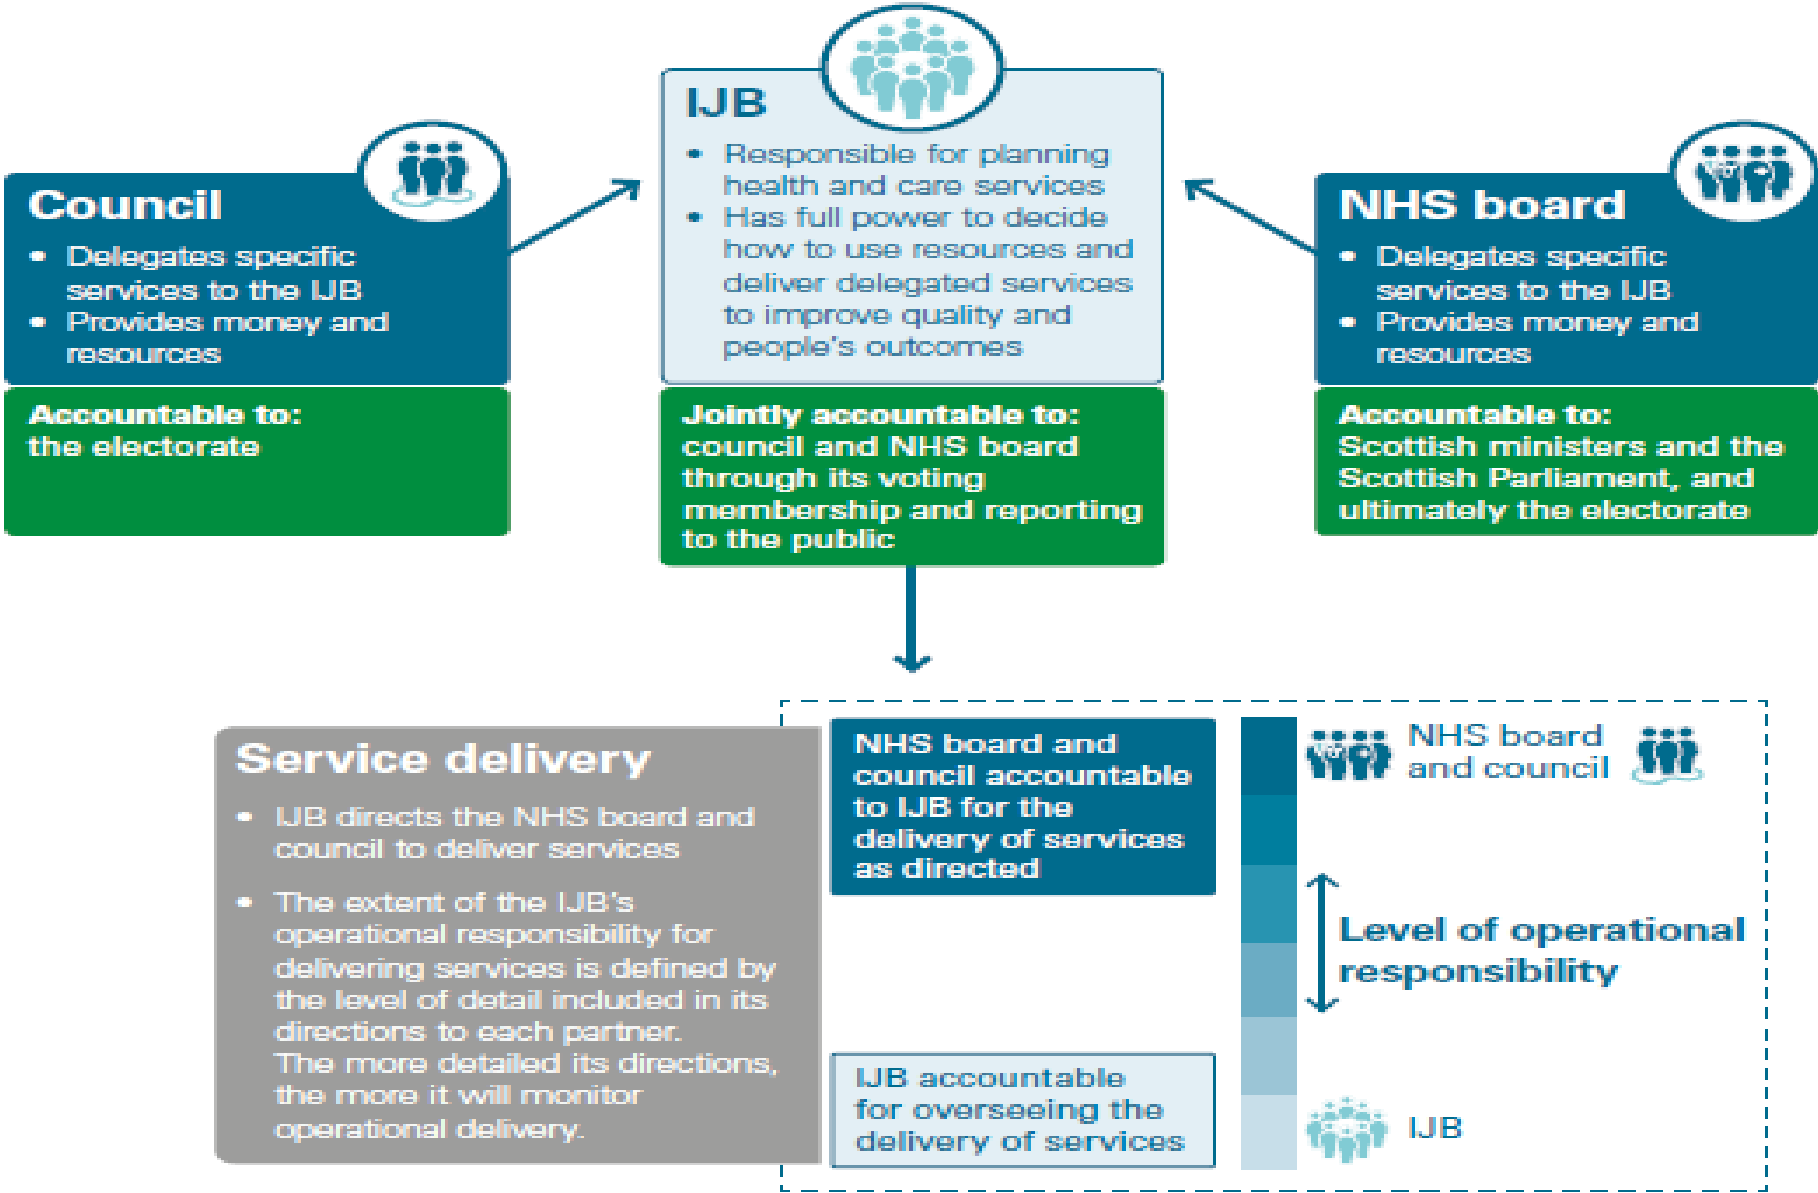 Council
• Delegates specific
services to the IJB
• Provides money and
resources
Accountable to:
the electorate
IJB
• Responsible for planning
health and care services
• Has full power to decide
how to use resources and
deliver delegated services
to improve quality and
people's outcomes
Jointly accountable to:
council and NHS board
through its voting
membership and reporting
to the public
NHS board
• Delegates specific
services to the IJB
• Provides money and
resources
Accountable to:
Scottish ministers and the
Scottish Parliament, and
ultimately the electorate
Service delivery
• IJB directs the NHS board and
council to deliver services
• The extent of the IJB's
operational responsibility for
delivering services is defined by
the level of detail included in its
directions to each partner.
The more detailed its directions,
the more it will monitor
operational delivery.
NHS board and
council accountable
to IJB for the
delivery of services
as directed
IJB accountable
for overseeing the
delivery of services
NHS board
and council
Level of operational
responsibility
IJB